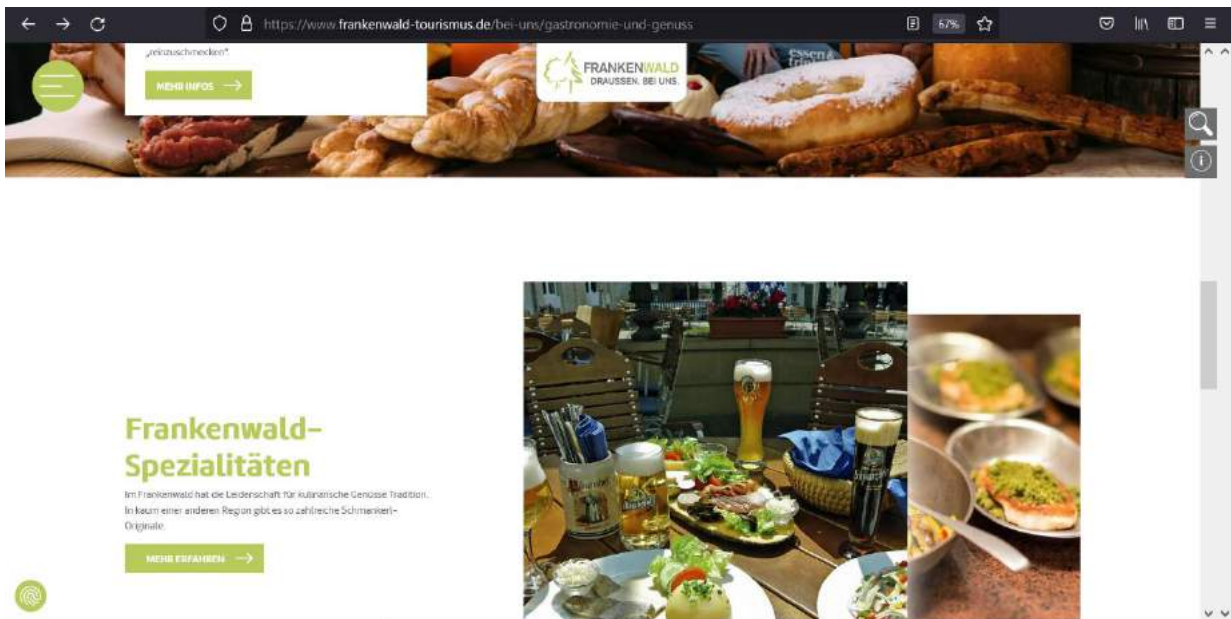 https://www.frankenwald-tourismus.de/bei-uns/gastronomie-und-genuss
67%
„reinzuschmecken“.
MEHR INFOS
essen &
trinken
FRANKENWALD
DRAUSSEN. BEI UNS.
Frankenwald-
Spezialitäten
Im Frankenwald hat die Leidenschaft für kulinarische Genüsse Tradition.
In kaum einer anderen Region gibt es so zahlreiche Schmankerl-
Originale.
MEHR ERFAHREN